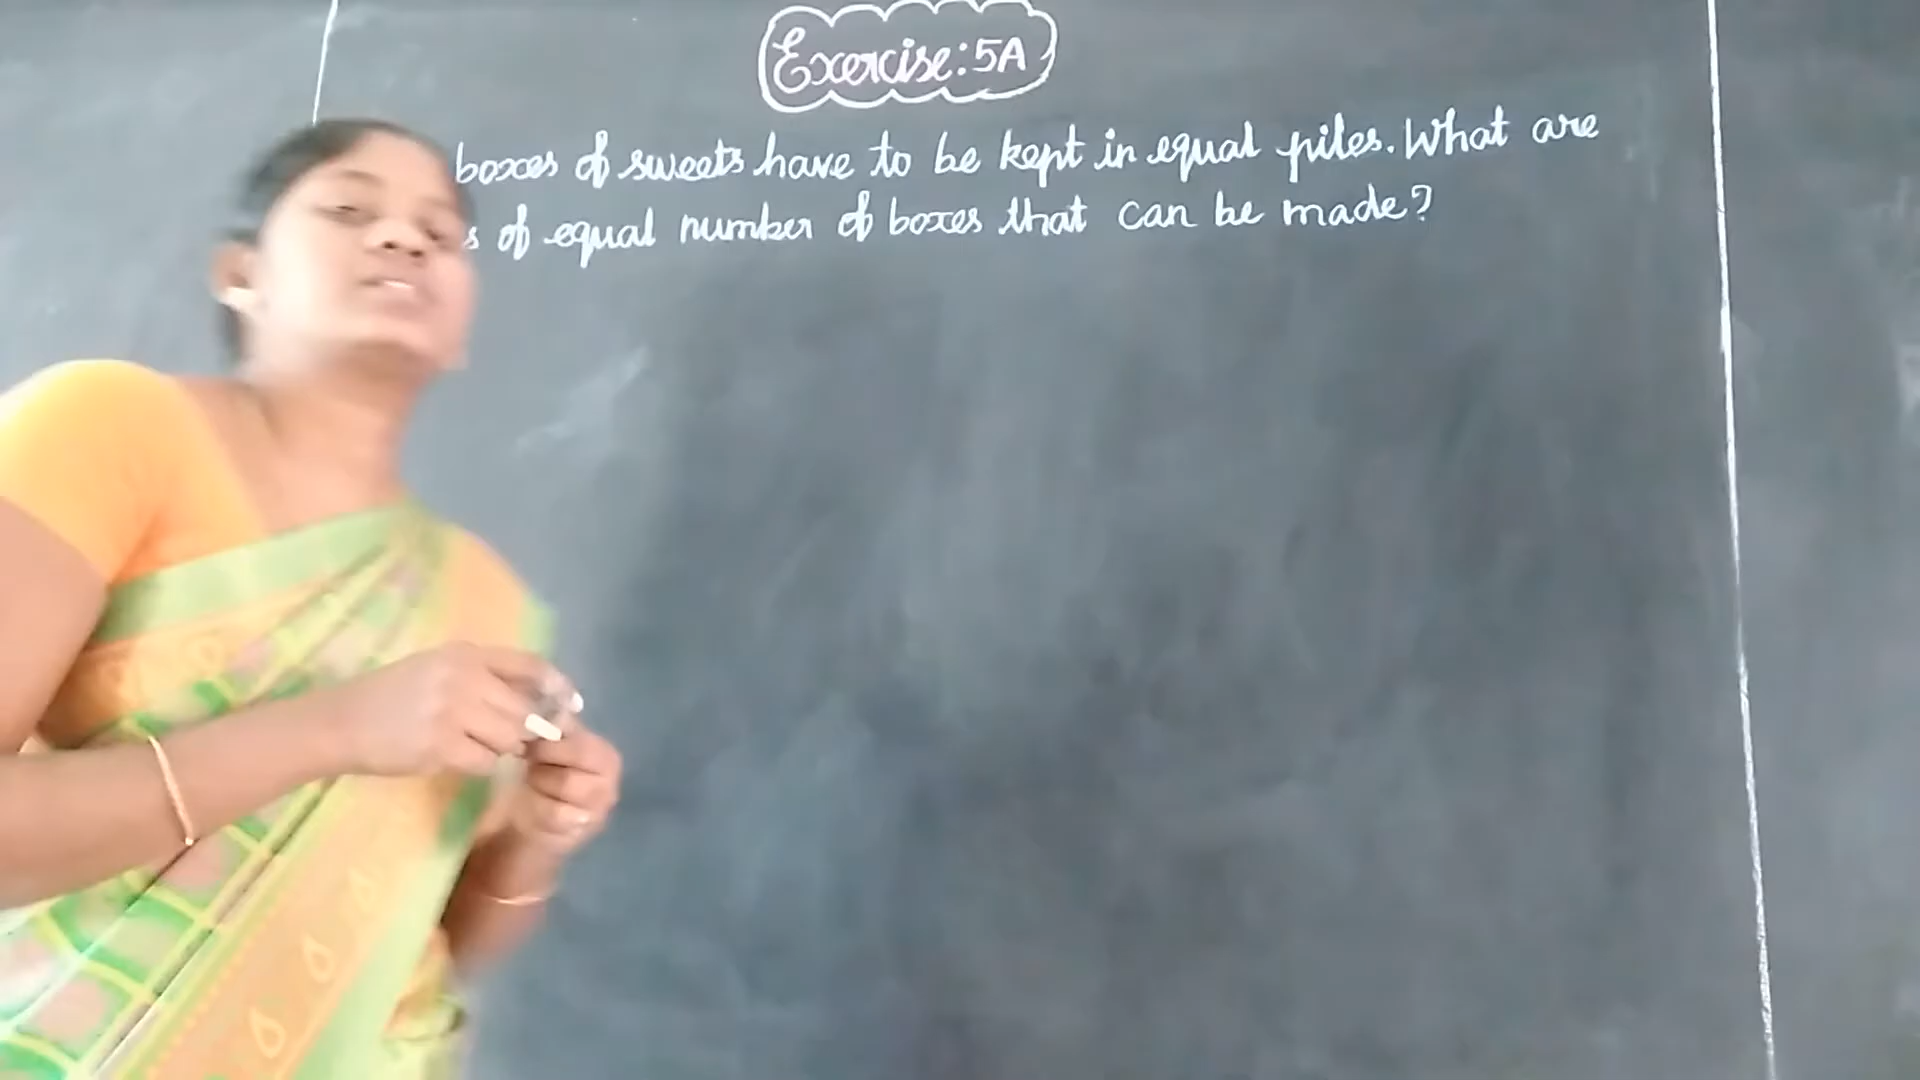 Exercise:5A
boxes of sweets have to be kept in equal piles. What are
of equal number of boxes that can be made?